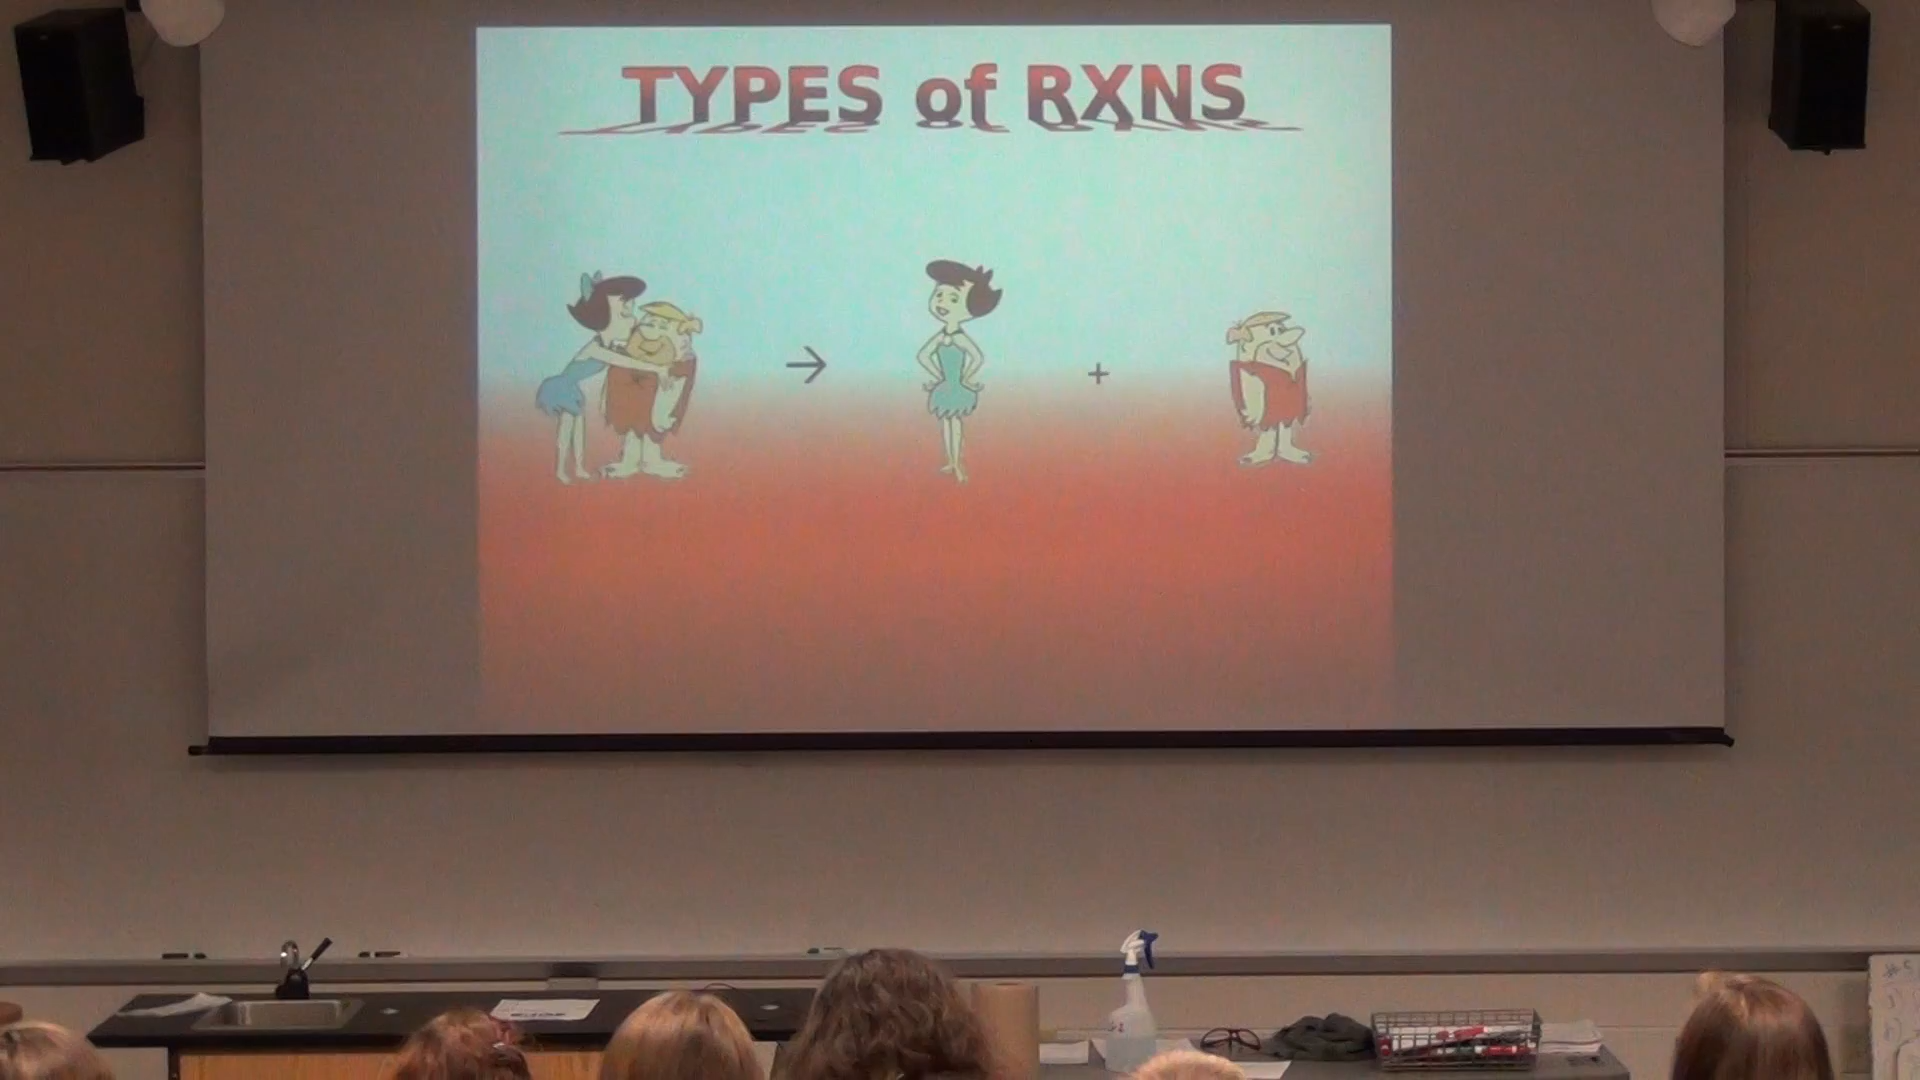 TYPES of RXNS
→ +